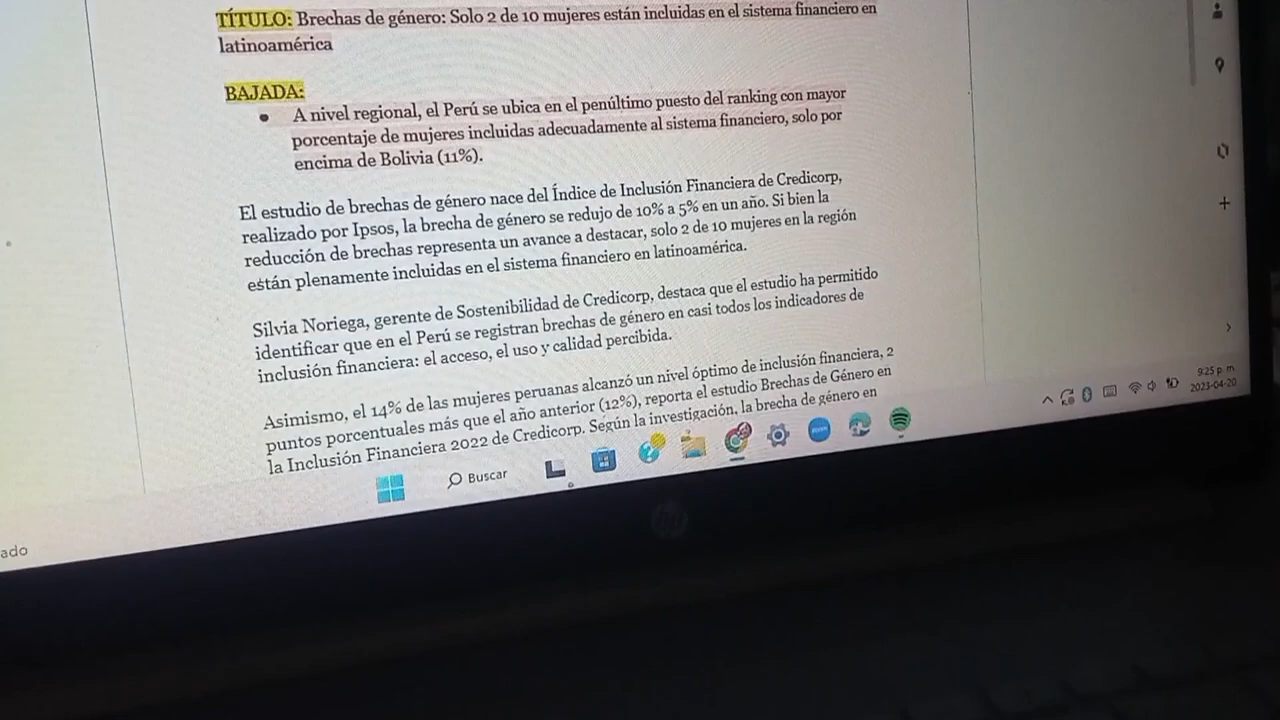 TÍTULO: Brechas de género: Solo 2 de 10 mujeres están incluidas en el sistema financiero en
latinoamérica
BAJADA:
● A nivel regional, el Perú se ubica en el penúltimo puesto del ranking con mayor
porcentaje de mujeres incluidas adecuadamente al sistema financiero, solo por
encima de Bolivia (11%).
El estudio de brechas de género nace del Índice de Inclusión Financiera de Credicorp,
realizado por Ipsos, la brecha de género se redujo de 10% a 5% en un año. Si bien la
reducción de brechas representa un avance a destacar, solo 2 de 10 mujeres en la región
están plenamente incluidas en el sistema financiero en latinoamérica.
Silvia Noriega, gerente de Sostenibilidad de Credicorp, destaca que el estudio ha permitido
identificar que en el Perú se registran brechas de género en casi todos los indicadores de
inclusión financiera: el acceso, el uso y calidad percibida.
Asimismo, el 14% de las mujeres peruanas alcanzó un nivel óptimo de inclusión financiera, 2
puntos porcentuales más que el año anterior (12%), reporta el estudio Brechas de Género en
la Inclusión Financiera 2022 de Credicorp. Según la investigación, la brecha de género en
Buscar
zoom
9:25 p. m.
2023-04-20
ado
hp